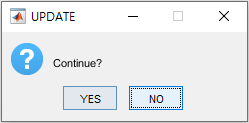 UPDATE
Continue?
YES NO